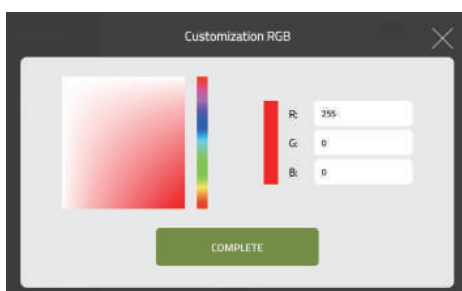 Customization RGB
R: 255
G: 0
B: 0
COMPLETE